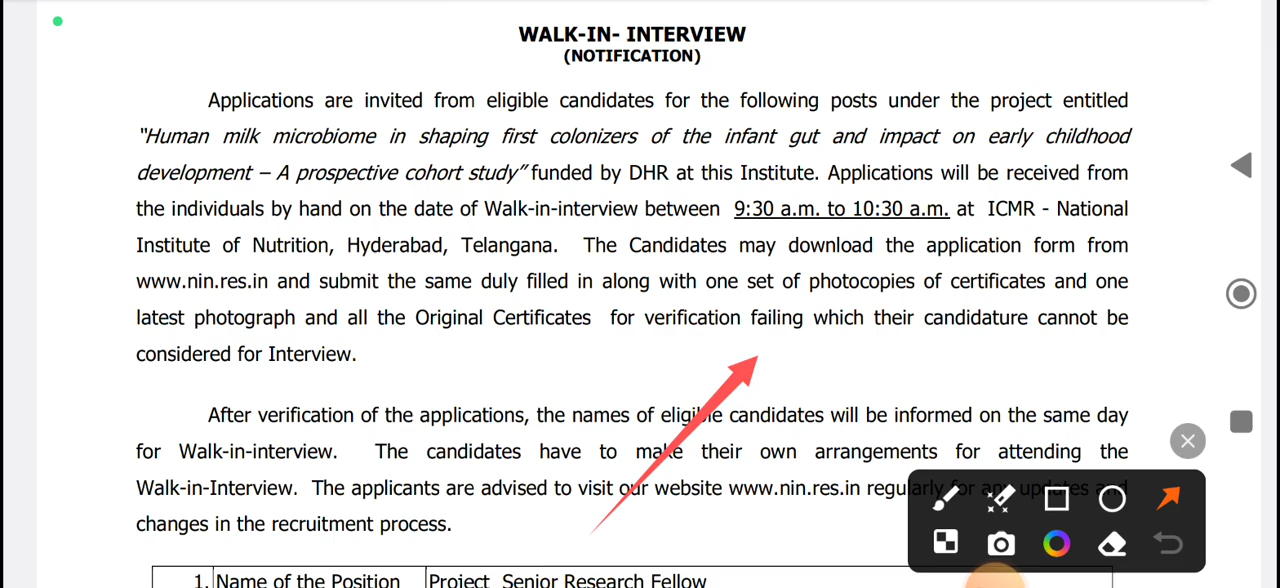 WALK-IN- INTERVIEW
(NOTIFICATION)
Applications are invited from eligible candidates for the following posts under the project entitled
"Human milk microbiome in shaping first colonizers of the infant gut and impact on early childhood
development – A prospective cohort study" funded by DHR at this Institute. Applications will be received from
the individuals by hand on the date of Walk-in-interview between 9:30 a.m. to 10:30 a.m. at ICMR - National
Institute of Nutrition, Hyderabad, Telangana. The Candidates may download the application form from
www.nin.res.in and submit the same duly filled in along with one set of photocopies of certificates and one
latest photograph and all the Original Certificates for verification failing which their candidature cannot be
considered for Interview.
After verification of the applications, the names of eligible candidates will be informed on the same day
for Walk-in-interview. The candidates have to make their own arrangements for attending the
Walk-in-Interview. The applicants are advised to visit our website www.nin.res.in regularly for any updates and
changes in the recruitment process.
1. Name of the Position Project Senior Research Fellow